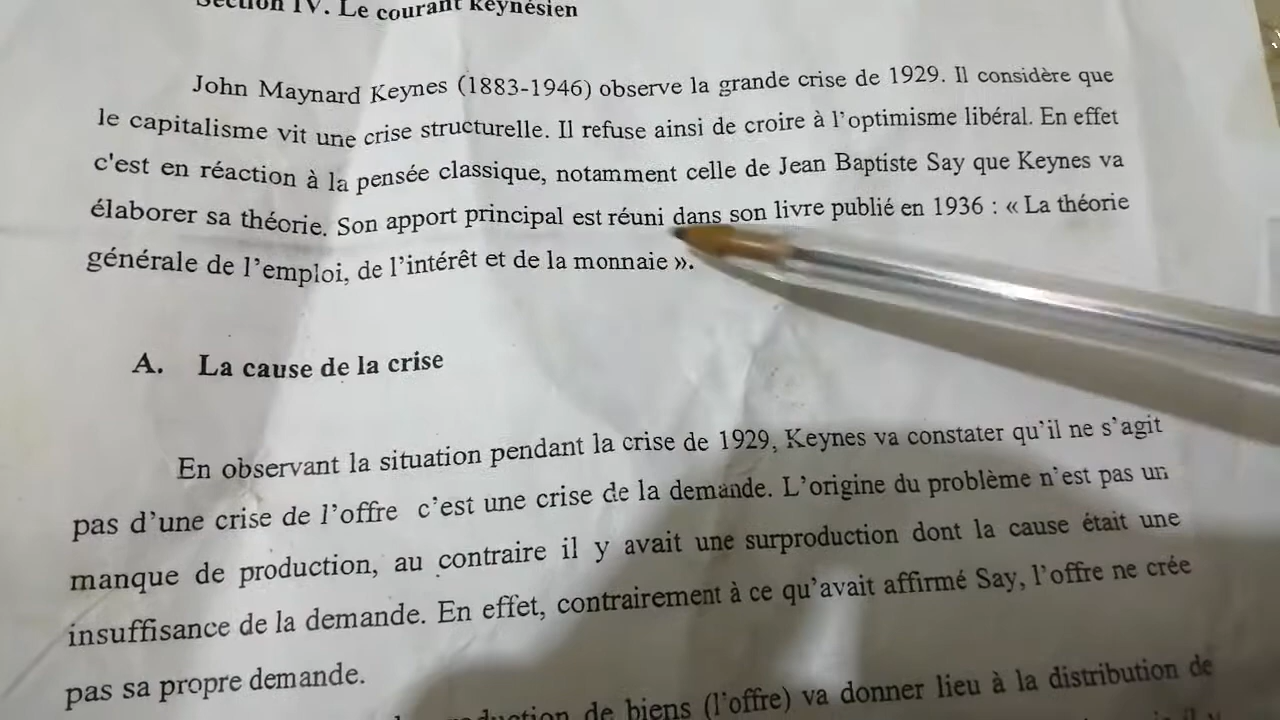 Section IV. Le courant keynésien
John Maynard Keynes (1883-1946) observe la grande crise de 1929. Il considère que
le capitalisme vit une crise structurelle. Il refuse ainsi de croire à l’optimisme libéral. En effet
c'est en réaction à la pensée classique, notamment celle de Jean Baptiste Say que Keynes va
élaborer sa théorie. Son apport principal est réuni dans son livre publié en 1936 : « La théorie
générale de l’emploi, de l’intérêt et de la monnaie ».
A. La cause de la crise
En observant la situation pendant la crise de 1929, Keynes va constater qu’il ne s’agit
pas d’une crise de l’offre c’est une crise de la demande. L’origine du problème n’est pas un
manque de production, au contraire il y avait une surproduction dont la cause était une
insuffisance de la demande. En effet, contrairement à ce qu’avait affirmé Say, l’offre ne crée
pas sa propre demande.
de biens (l’offre) va donner lieu à la distribution de